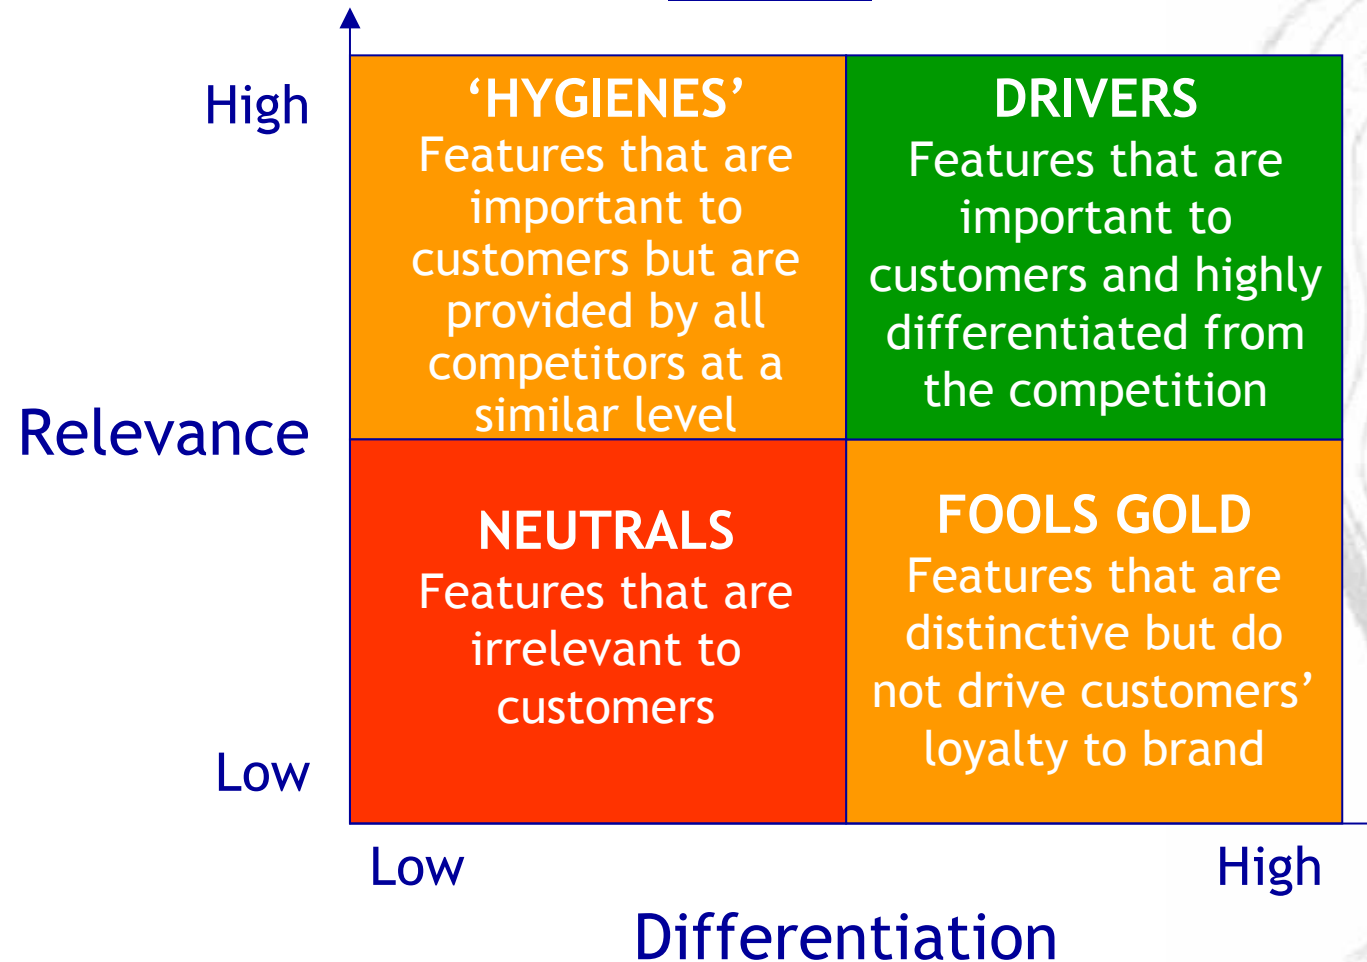 High
‘HYGIENES’
Features that are
important to
customers but are
provided by all
competitors at a
similar level
DRIVERS
Features that are
important to
customers and highly
differentiated from
the competition
Relevance
NEUTRALS
Features that are
irrelevant to
customers
FOOLS GOLD
Features that are
distinctive but do
not drive customers’
loyalty to brand
Low
Low
High
Differentiation